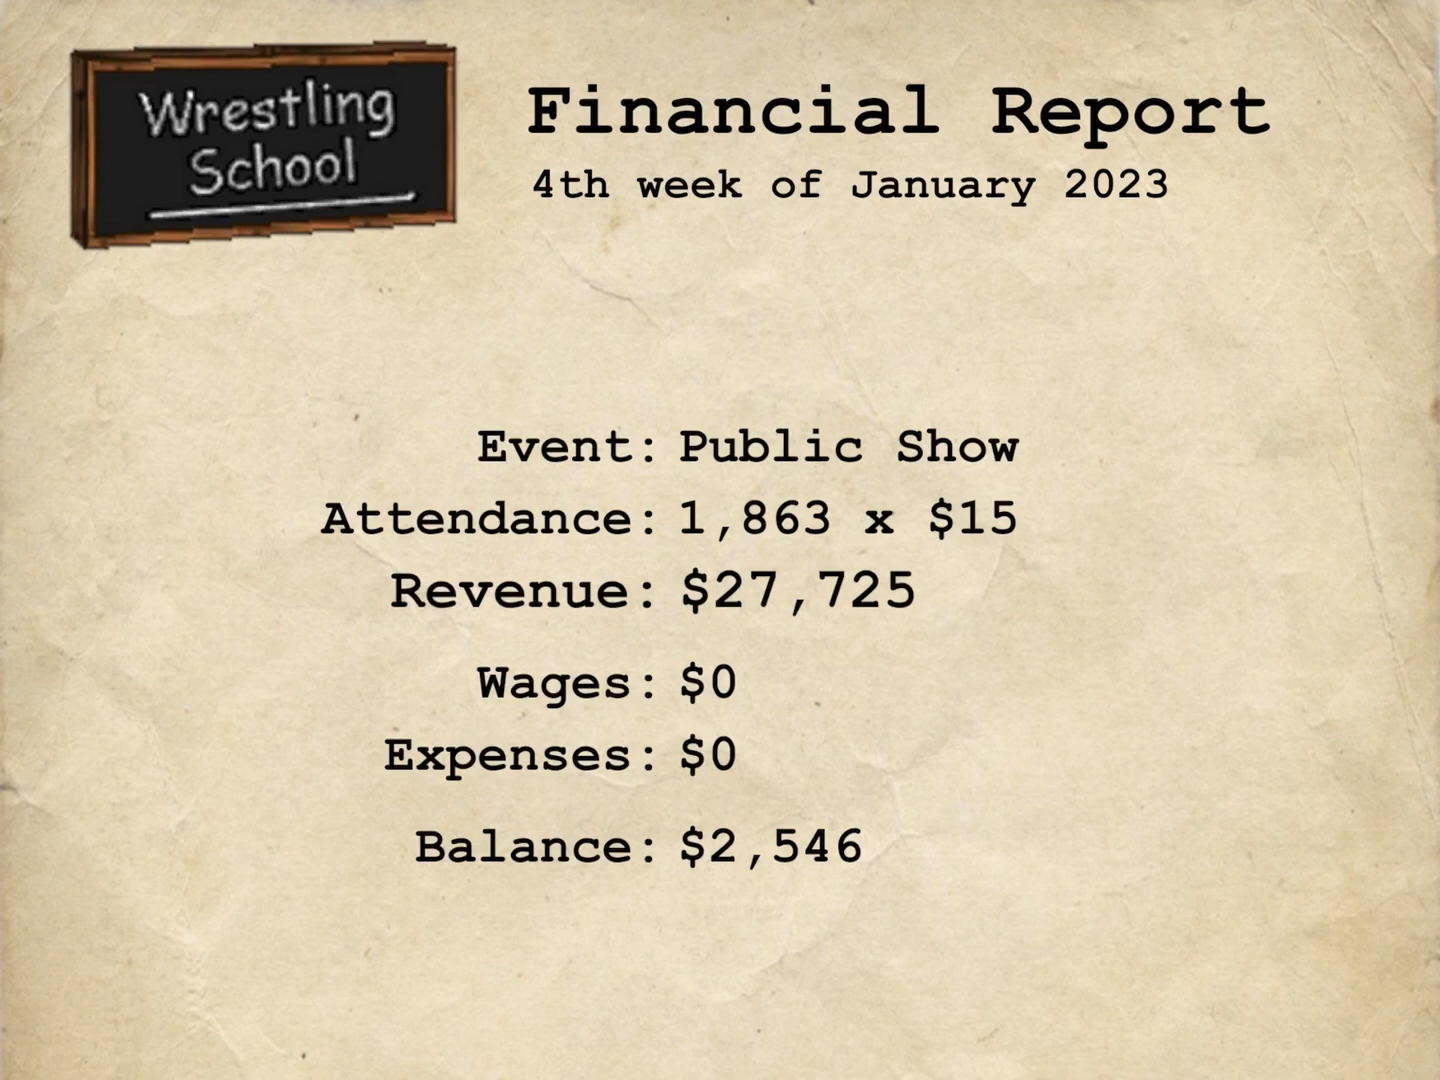 Wrestling
School
Financial Report
4th week of January 2023
Event: Public Show
Attendance: 1,863 x $15
Revenue: $27,725
Wages: $0
Expenses: $0
Balance: $2,546